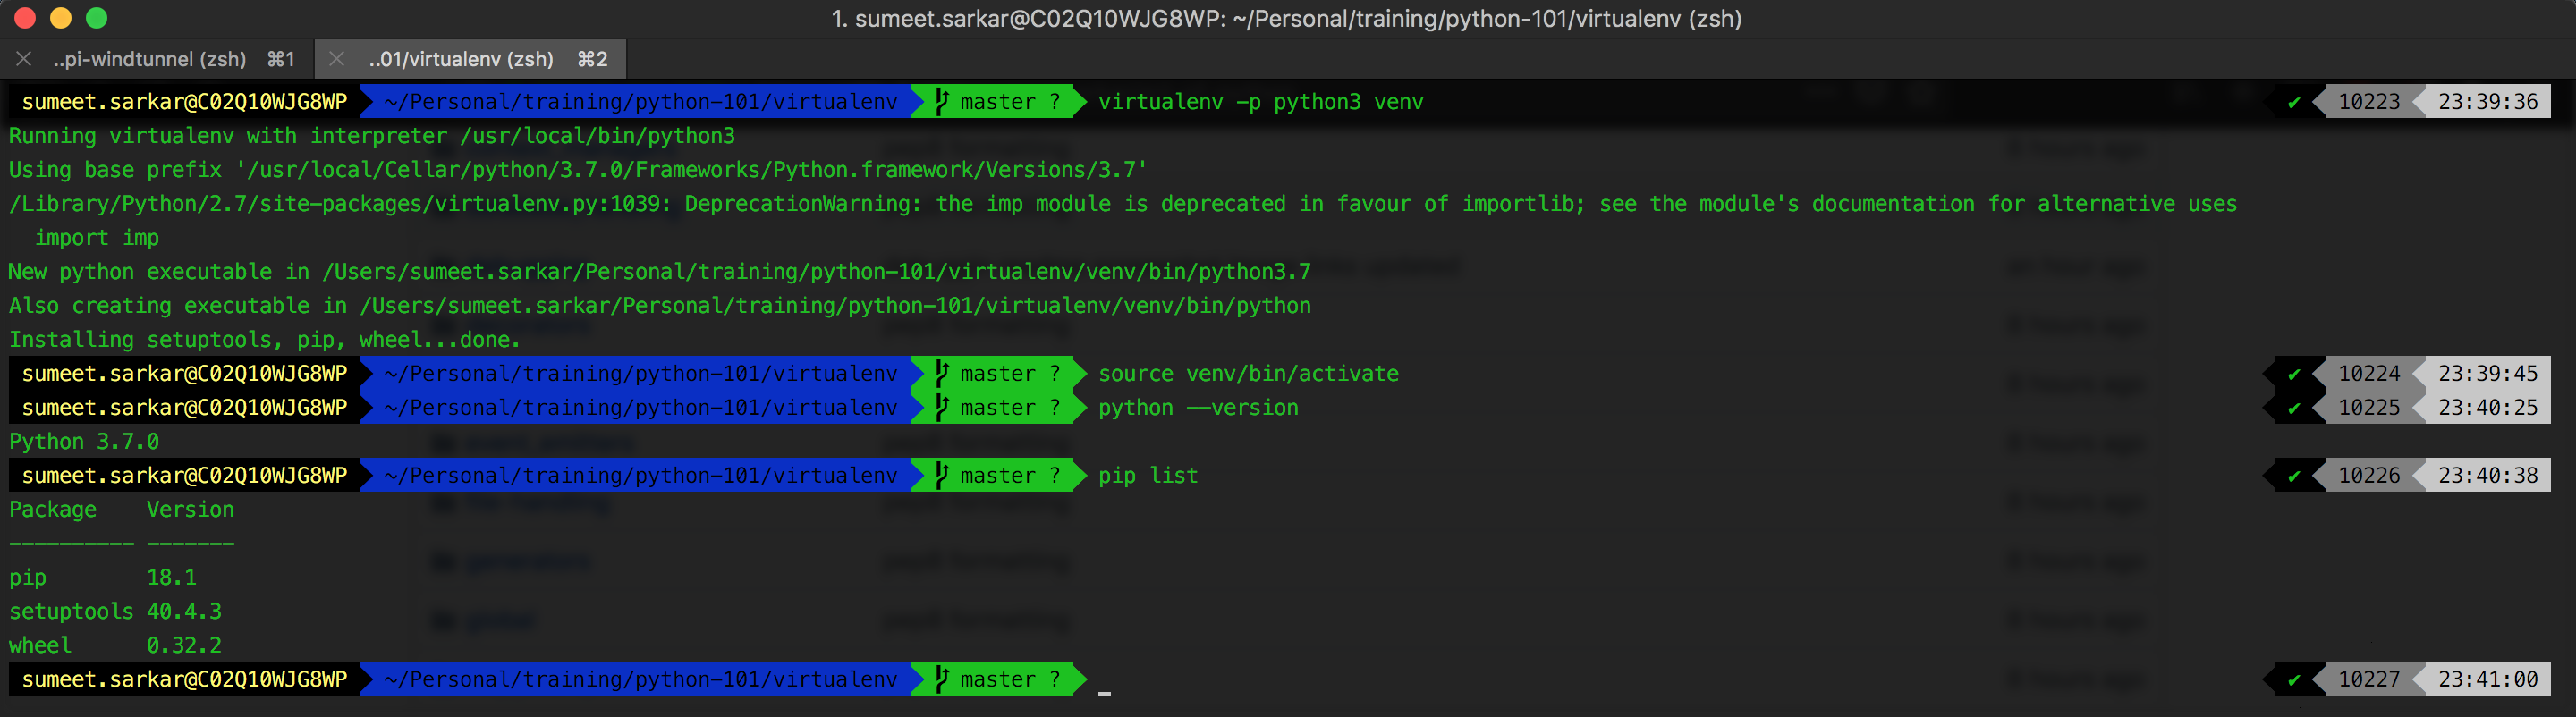 1. sumeet.sarkar@C02Q10WJG8WP: ~/Personal/training/python-101/virtualenv (zsh)
..pi-windtunnel (zsh) ⌘1 ..01/virtualenv (zsh) ⌘2
sumeet.sarkar@C02Q10WJG8WP ~/Personal/training/python-101/virtualenv master ? virtualenv -p python3 venv ✔ 10223 23:39:36
Running virtualenv with interpreter /usr/local/bin/python3
Using base prefix '/usr/local/Cellar/python/3.7.0/Frameworks/Python.framework/Versions/3.7'
/Library/Python/2.7/site-packages/virtualenv.py:1039: DeprecationWarning: the imp module is deprecated in favour of importlib; see the module's documentation for alternative uses
  import imp
New python executable in /Users/sumeet.sarkar/Personal/training/python-101/virtualenv/venv/bin/python3.7
Also creating executable in /Users/sumeet.sarkar/Personal/training/python-101/virtualenv/venv/bin/python
Installing setuptools, pip, wheel...done.
sumeet.sarkar@C02Q10WJG8WP ~/Personal/training/python-101/virtualenv master ? source venv/bin/activate ✔ 10224 23:39:45
sumeet.sarkar@C02Q10WJG8WP ~/Personal/training/python-101/virtualenv master ? python --version ✔ 10225 23:40:25
Python 3.7.0
sumeet.sarkar@C02Q10WJG8WP ~/Personal/training/python-101/virtualenv master ? pip list ✔ 10226 23:40:38
Package    Version
---------- -------
pip        18.1
setuptools 40.4.3
wheel      0.32.2
sumeet.sarkar@C02Q10WJG8WP ~/Personal/training/python-101/virtualenv master ? _ ✔ 10227 23:41:00